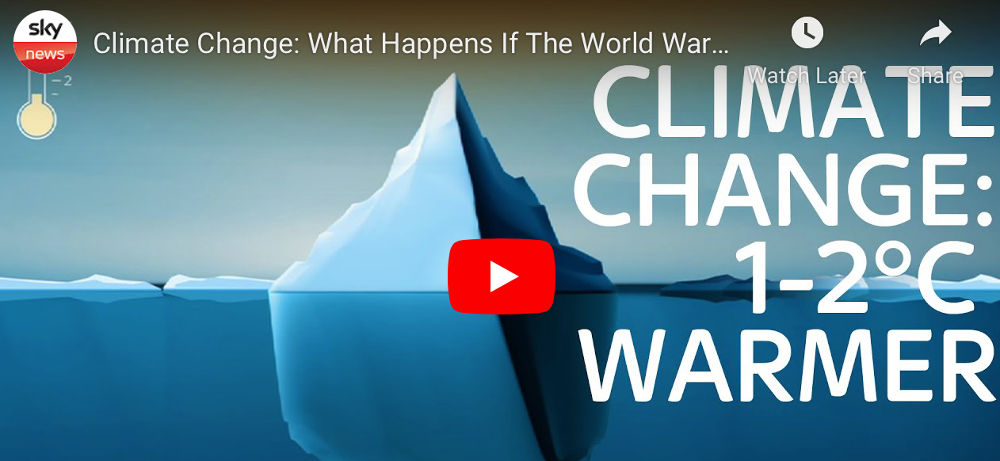 sky
news
Climate Change: What Happens If The World War...
Watch Later
Share
2
CLIMATE
CHANGE:
1-2°C
WARMER